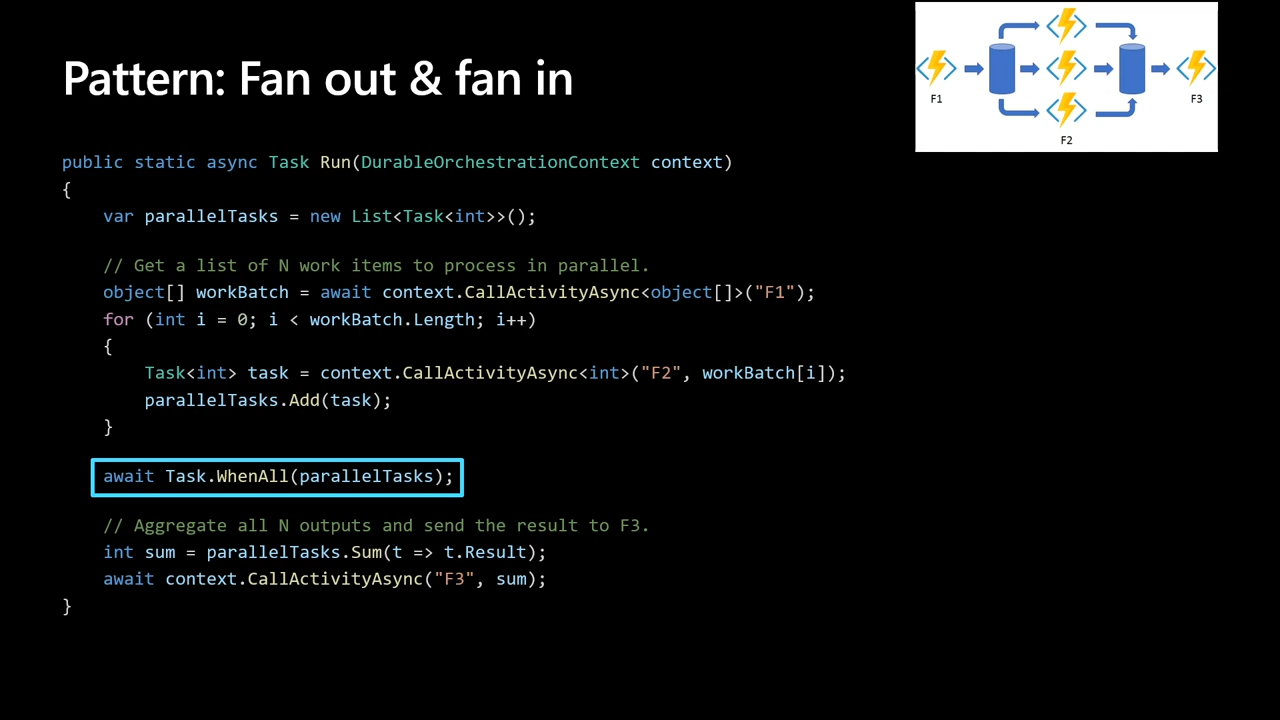 Pattern: Fan out & fan in
F1
F2
F3
public static async Task Run(DurableOrchestrationContext context)
{
    var parallelTasks = new List<Task<int>>();
    // Get a list of N work items to process in parallel.
    object[] workBatch = await context.CallActivityAsync<object[]>("F1");
    for (int i = 0; i < workBatch.Length; i++)
    {
        Task<int> task = context.CallActivityAsync<int>("F2", workBatch[i]);
        parallelTasks.Add(task);
    }
    await Task.WhenAll(parallelTasks);
    // Aggregate all N outputs and send the result to F3.
    int sum = parallelTasks.Sum(t => t.Result);
    await context.CallActivityAsync("F3", sum);
}